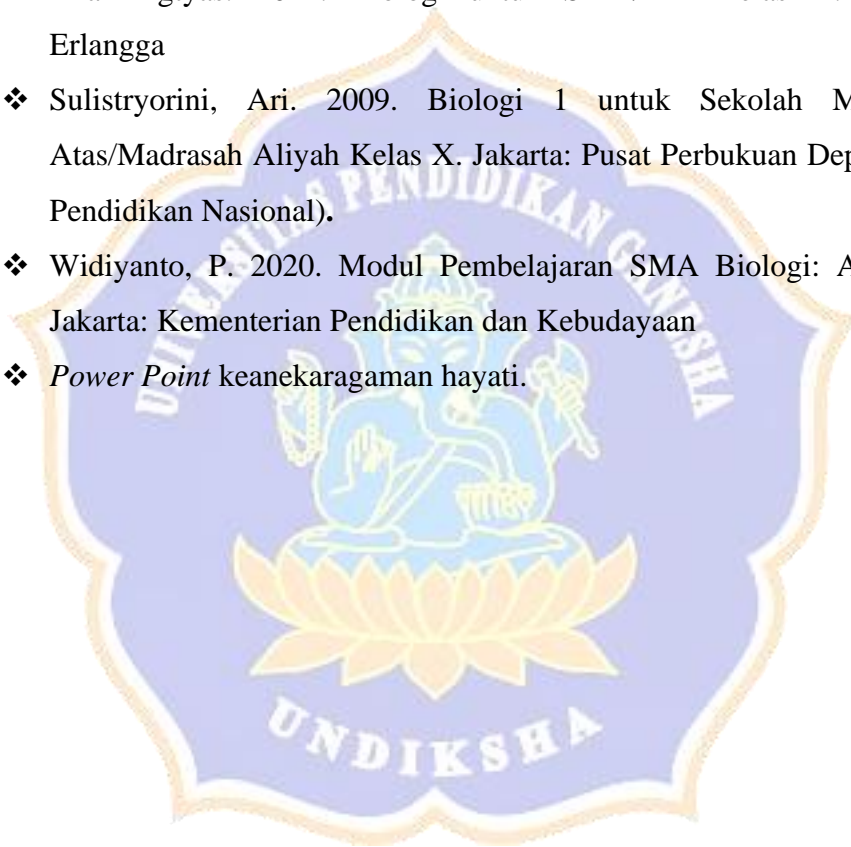 Erlangga
❖ Sulistryorini, Ari. 2009. Biologi 1 untuk Sekolah
Atas/Madrasah Aliyah Kelas X. Jakarta: Pusat Perbukuan
Pendidikan Nasional).
❖ Widiyanto, P. 2020. Modul Pembelajaran SMA Biologi:
Jakarta: Kementerian Pendidikan dan Kebudayaan
❖ Power Point keanekaragaman hayati.
UNIVERSITAS PENDIDIKAN GANESHA
UNDIKSHA